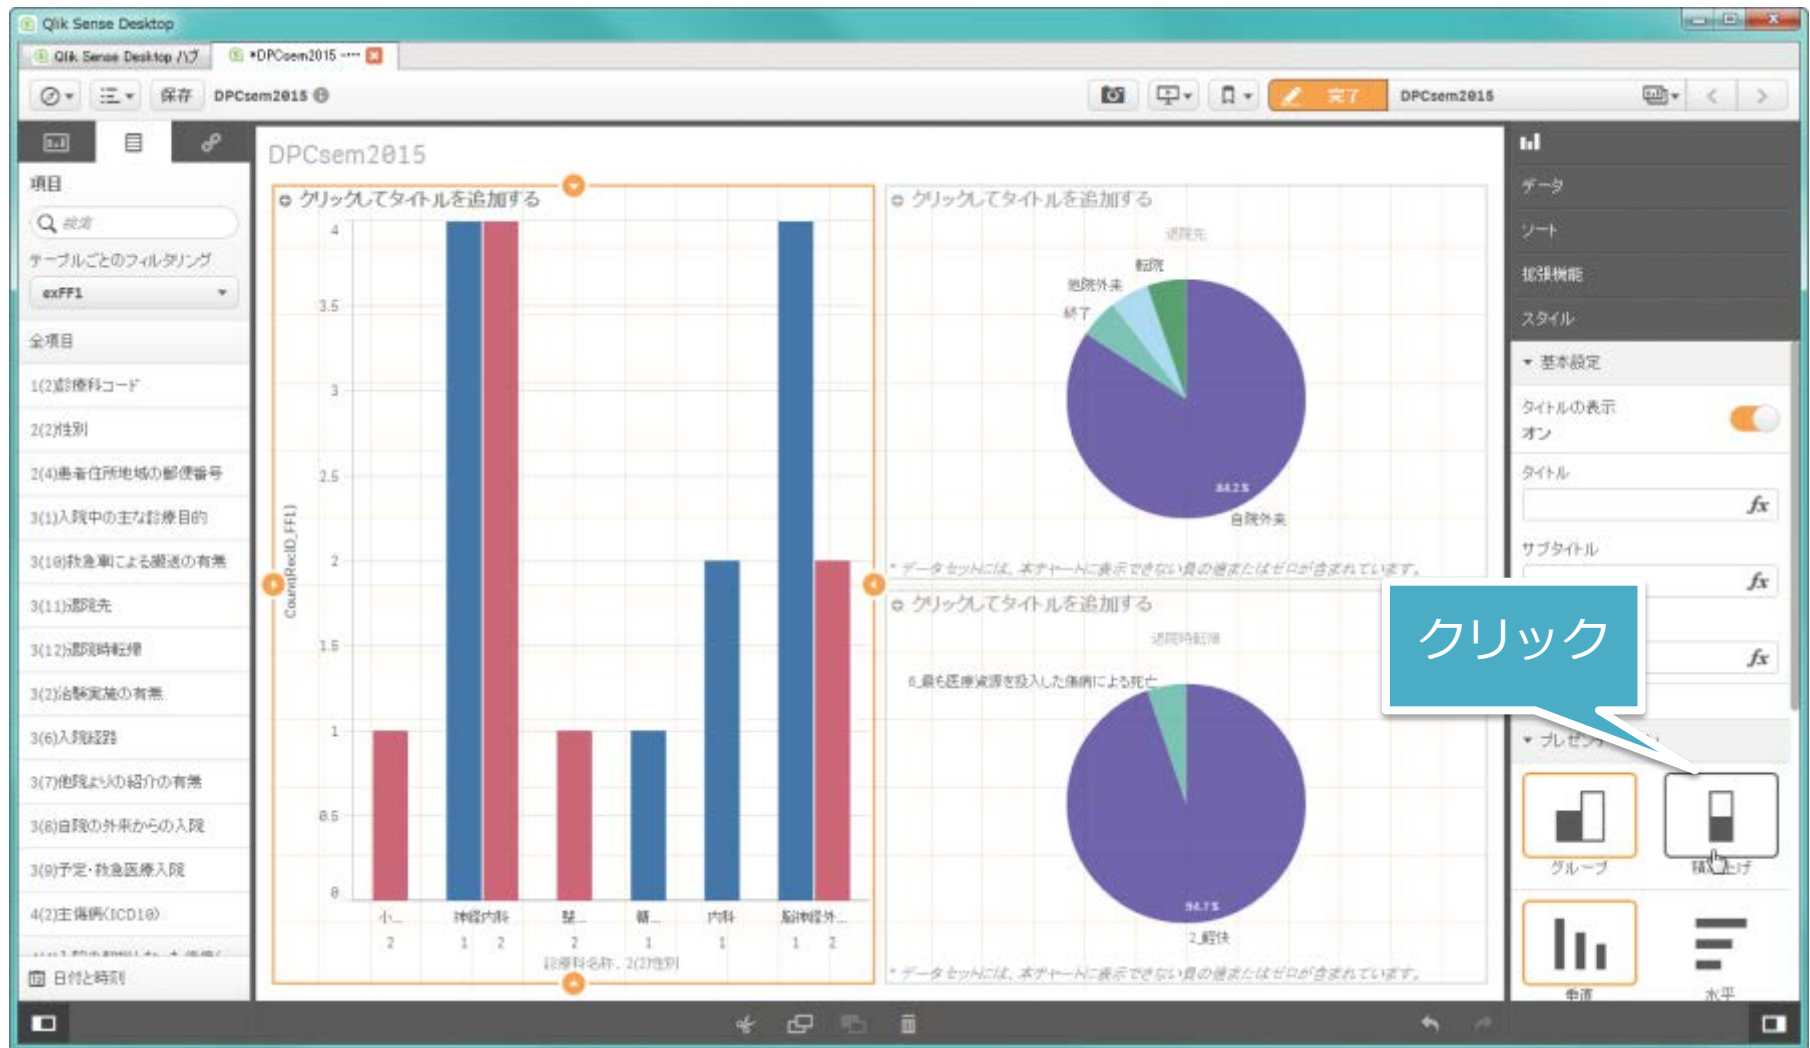 Qlik Sense Desktop
Qlik Sense Desktop ハブ
*DPCsem2015 ----
保存
DPCsem2015
完了
DPCsem2015
項目
検索
テーブルごとのフィルタリング
exFF1
全項目
1(2)診療科コード
2(2)性別
2(4)患者住所地域の郵便番号
3(1)入院中の主な診療目的
3(10)救急車による搬送の有無
3(11)退院先
3(12)退院時転帰
3(2)治験実施の有無
3(6)入院経路
3(7)他院よりの紹介の有無
3(8)自院の外来からの入院
3(9)予定・救急医療入院
4(2)主傷病(ICD10)
日付と時刻
DPCsem2015
クリックしてタイトルを追加する
4
3.5
3
2.5
2
1.5
1
0.5
0
Count(RecID_FF1)
小...
神経内科
整...
精...
内科
脳神経外...
2
1
2
2
1
1
1
2
診療科名称, 2(2)性別
クリックしてタイトルを追加する
退院先
転院
他院外来
終了
84.2%
自院外来
* データ セットには、本チャートに表示できない負の値またはゼロが含まれています。
クリックしてタイトルを追加する
退院時転帰
6_最も医療資源を投入した傷病による死亡
94.7%
2_軽快
* データ セットには、本チャートに表示できない負の値またはゼロが含まれています。
データ
ソート
拡張機能
スタイル
基本設定
タイトルの表示
オン
タイトル
fx
サブタイトル
fx
fx
クリック
グループ
垂直
水平